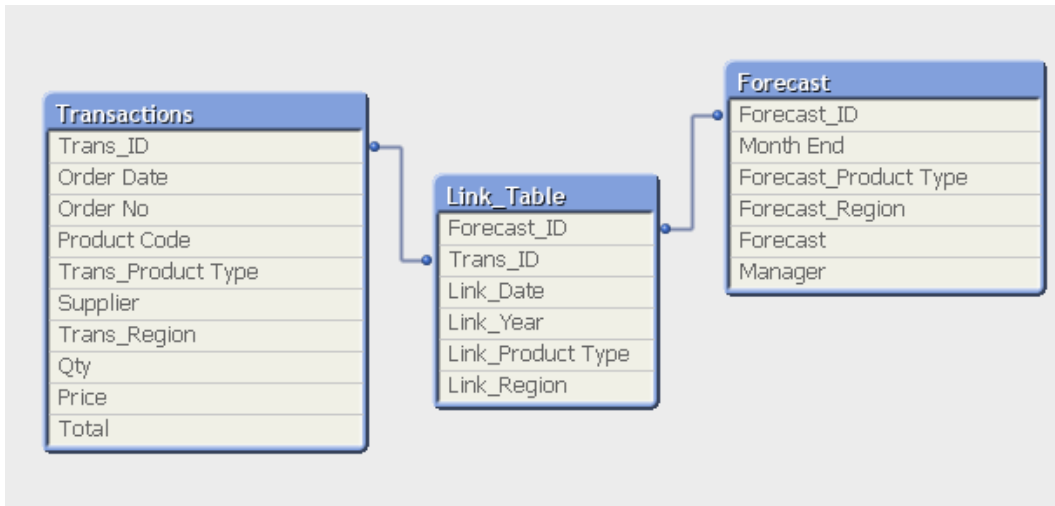 Transactions
Trans_ID
Order Date
Order No
Product Code
Trans_Product Type
Supplier
Trans_Region
Qty
Price
Total
Link_Table
Forecast_ID
Trans_ID
Link_Date
Link_Year
Link_Product Type
Link_Region
Forecast
Forecast_ID
Month End
Forecast_Product Type
Forecast_Region
Forecast
Manager